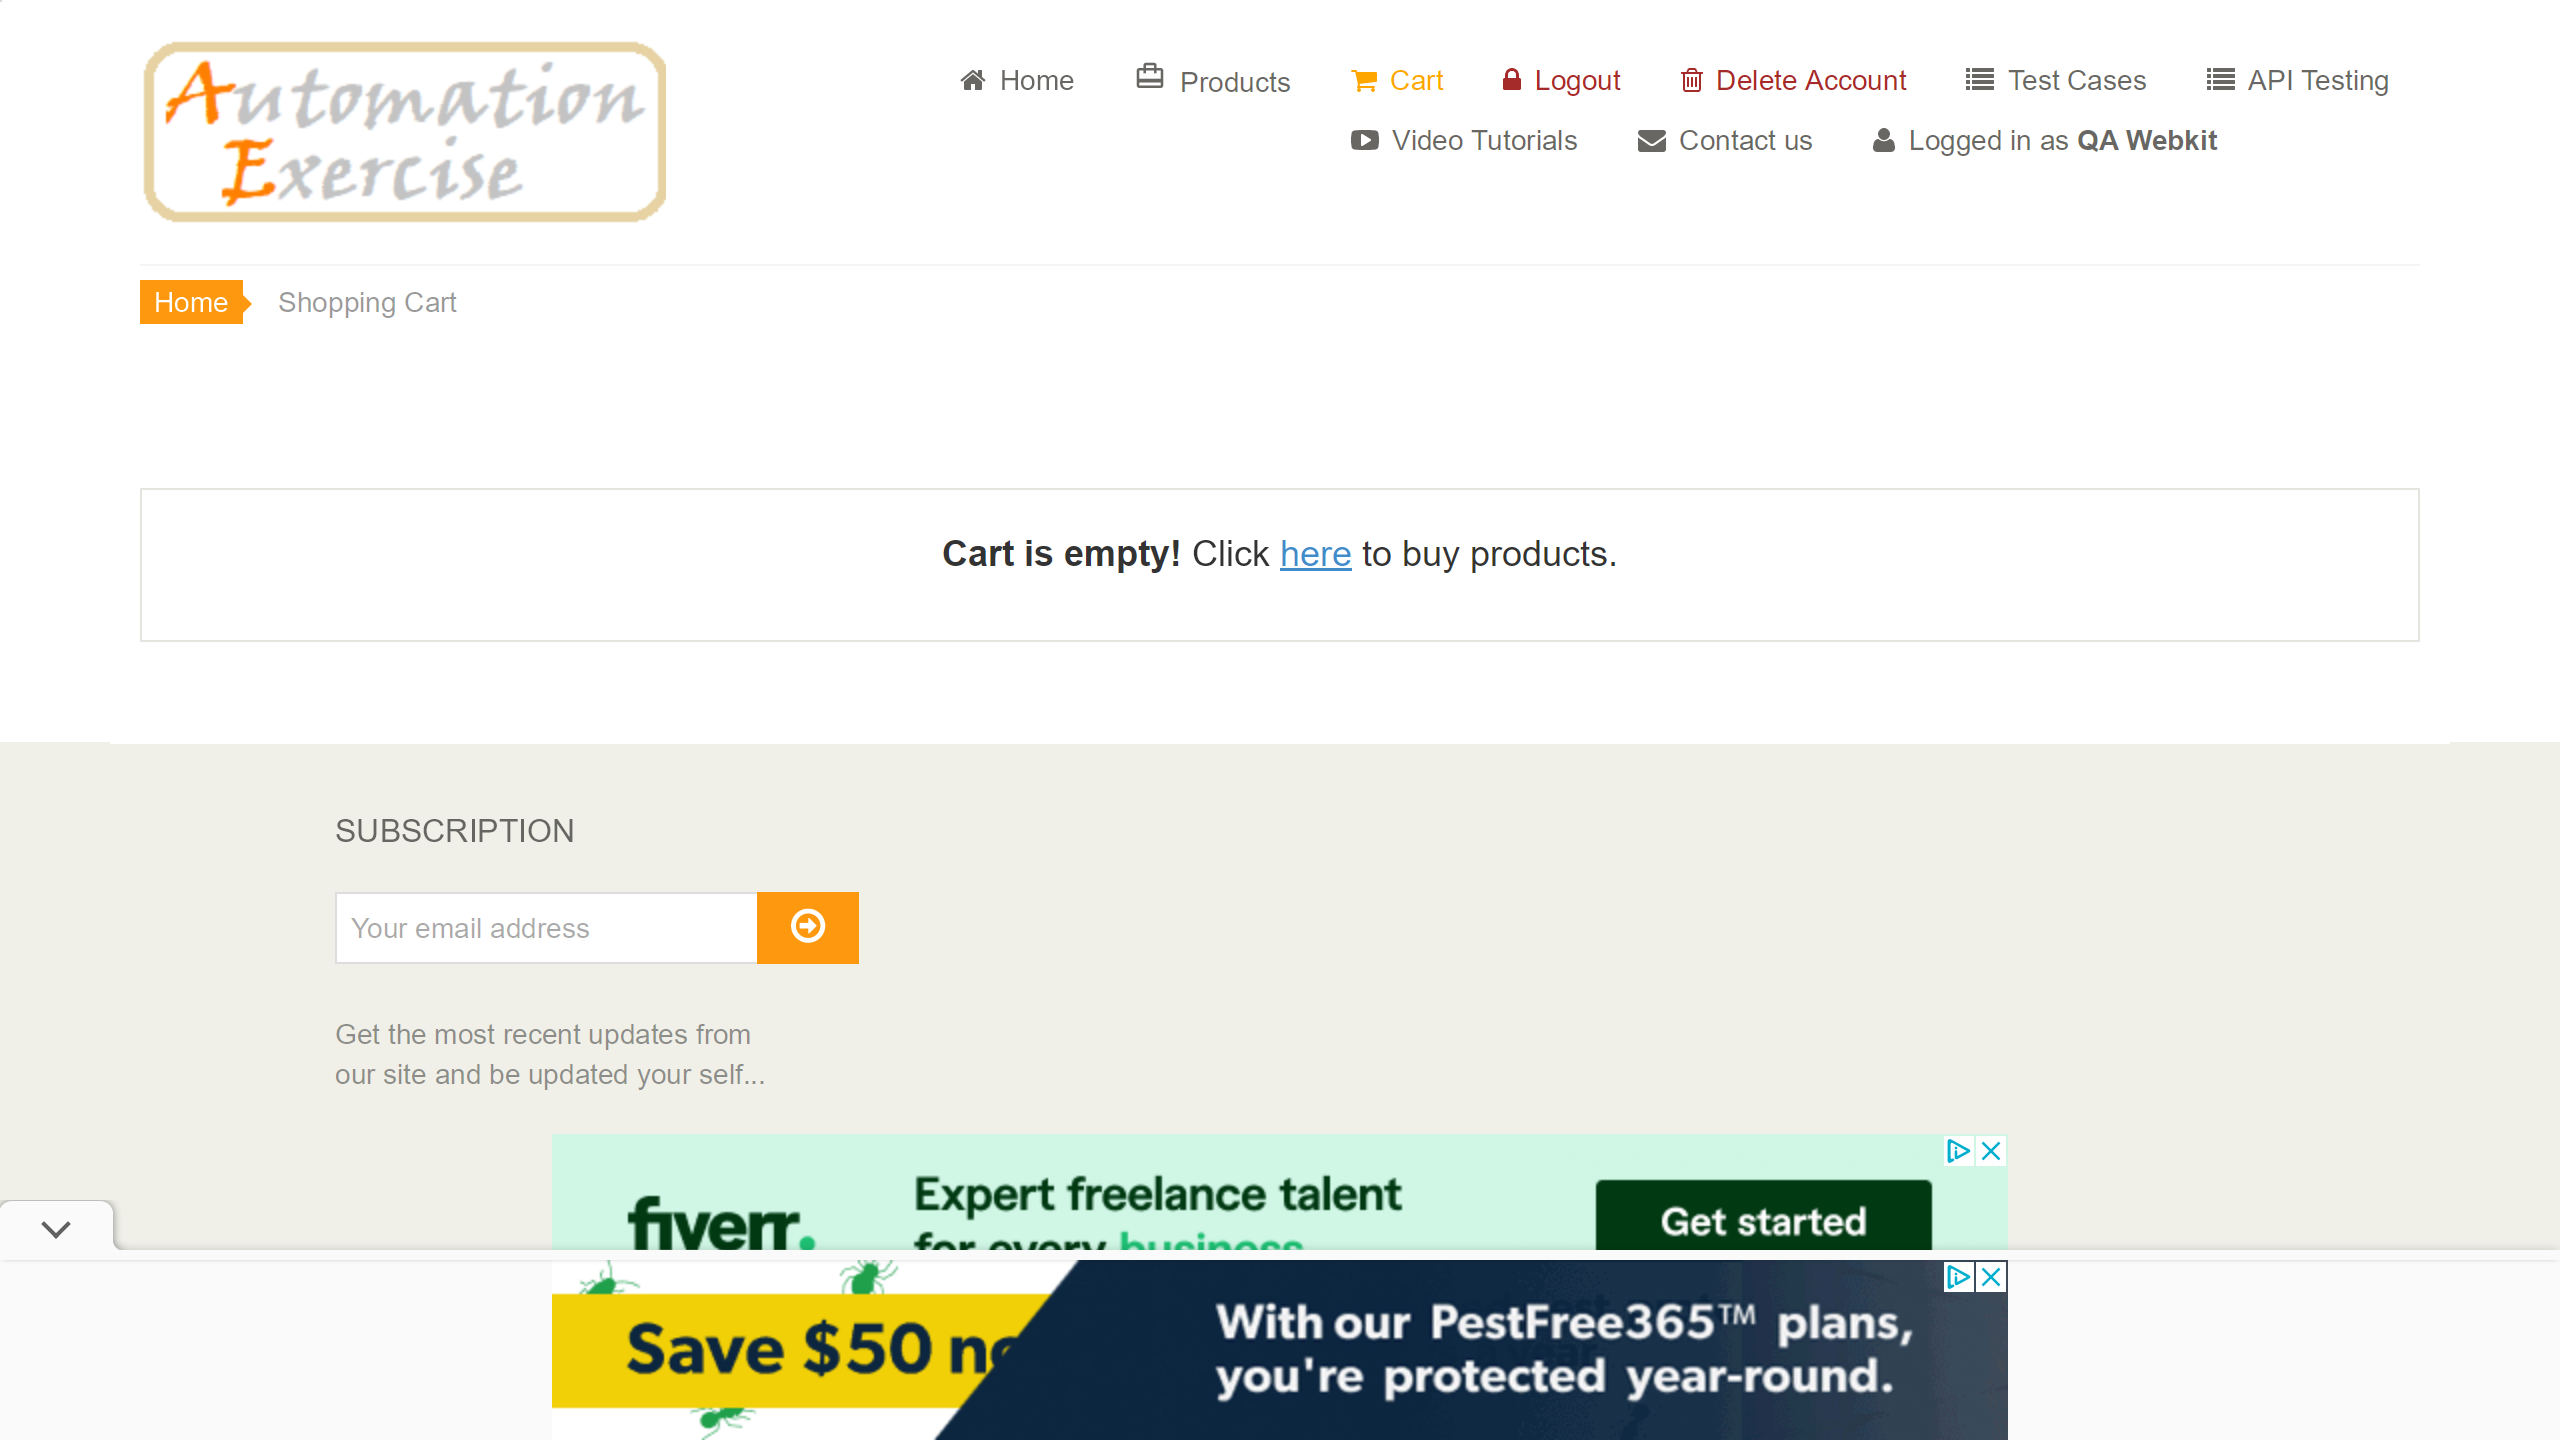 Automation
Exercise
Home
Products
Cart
Logout
Delete Account
Test Cases
API Testing
Video Tutorials
Contact us
Logged in as QA Webkit
Home
Shopping Cart
Cart is empty! Click here to buy products.
SUBSCRIPTION
Your email address
Get the most recent updates from
our site and be updated your self...
fiverr.
Expert freelance talent
for every business
Get started
Save $50
With our PestFree365™ plans,
you're protected year-round.